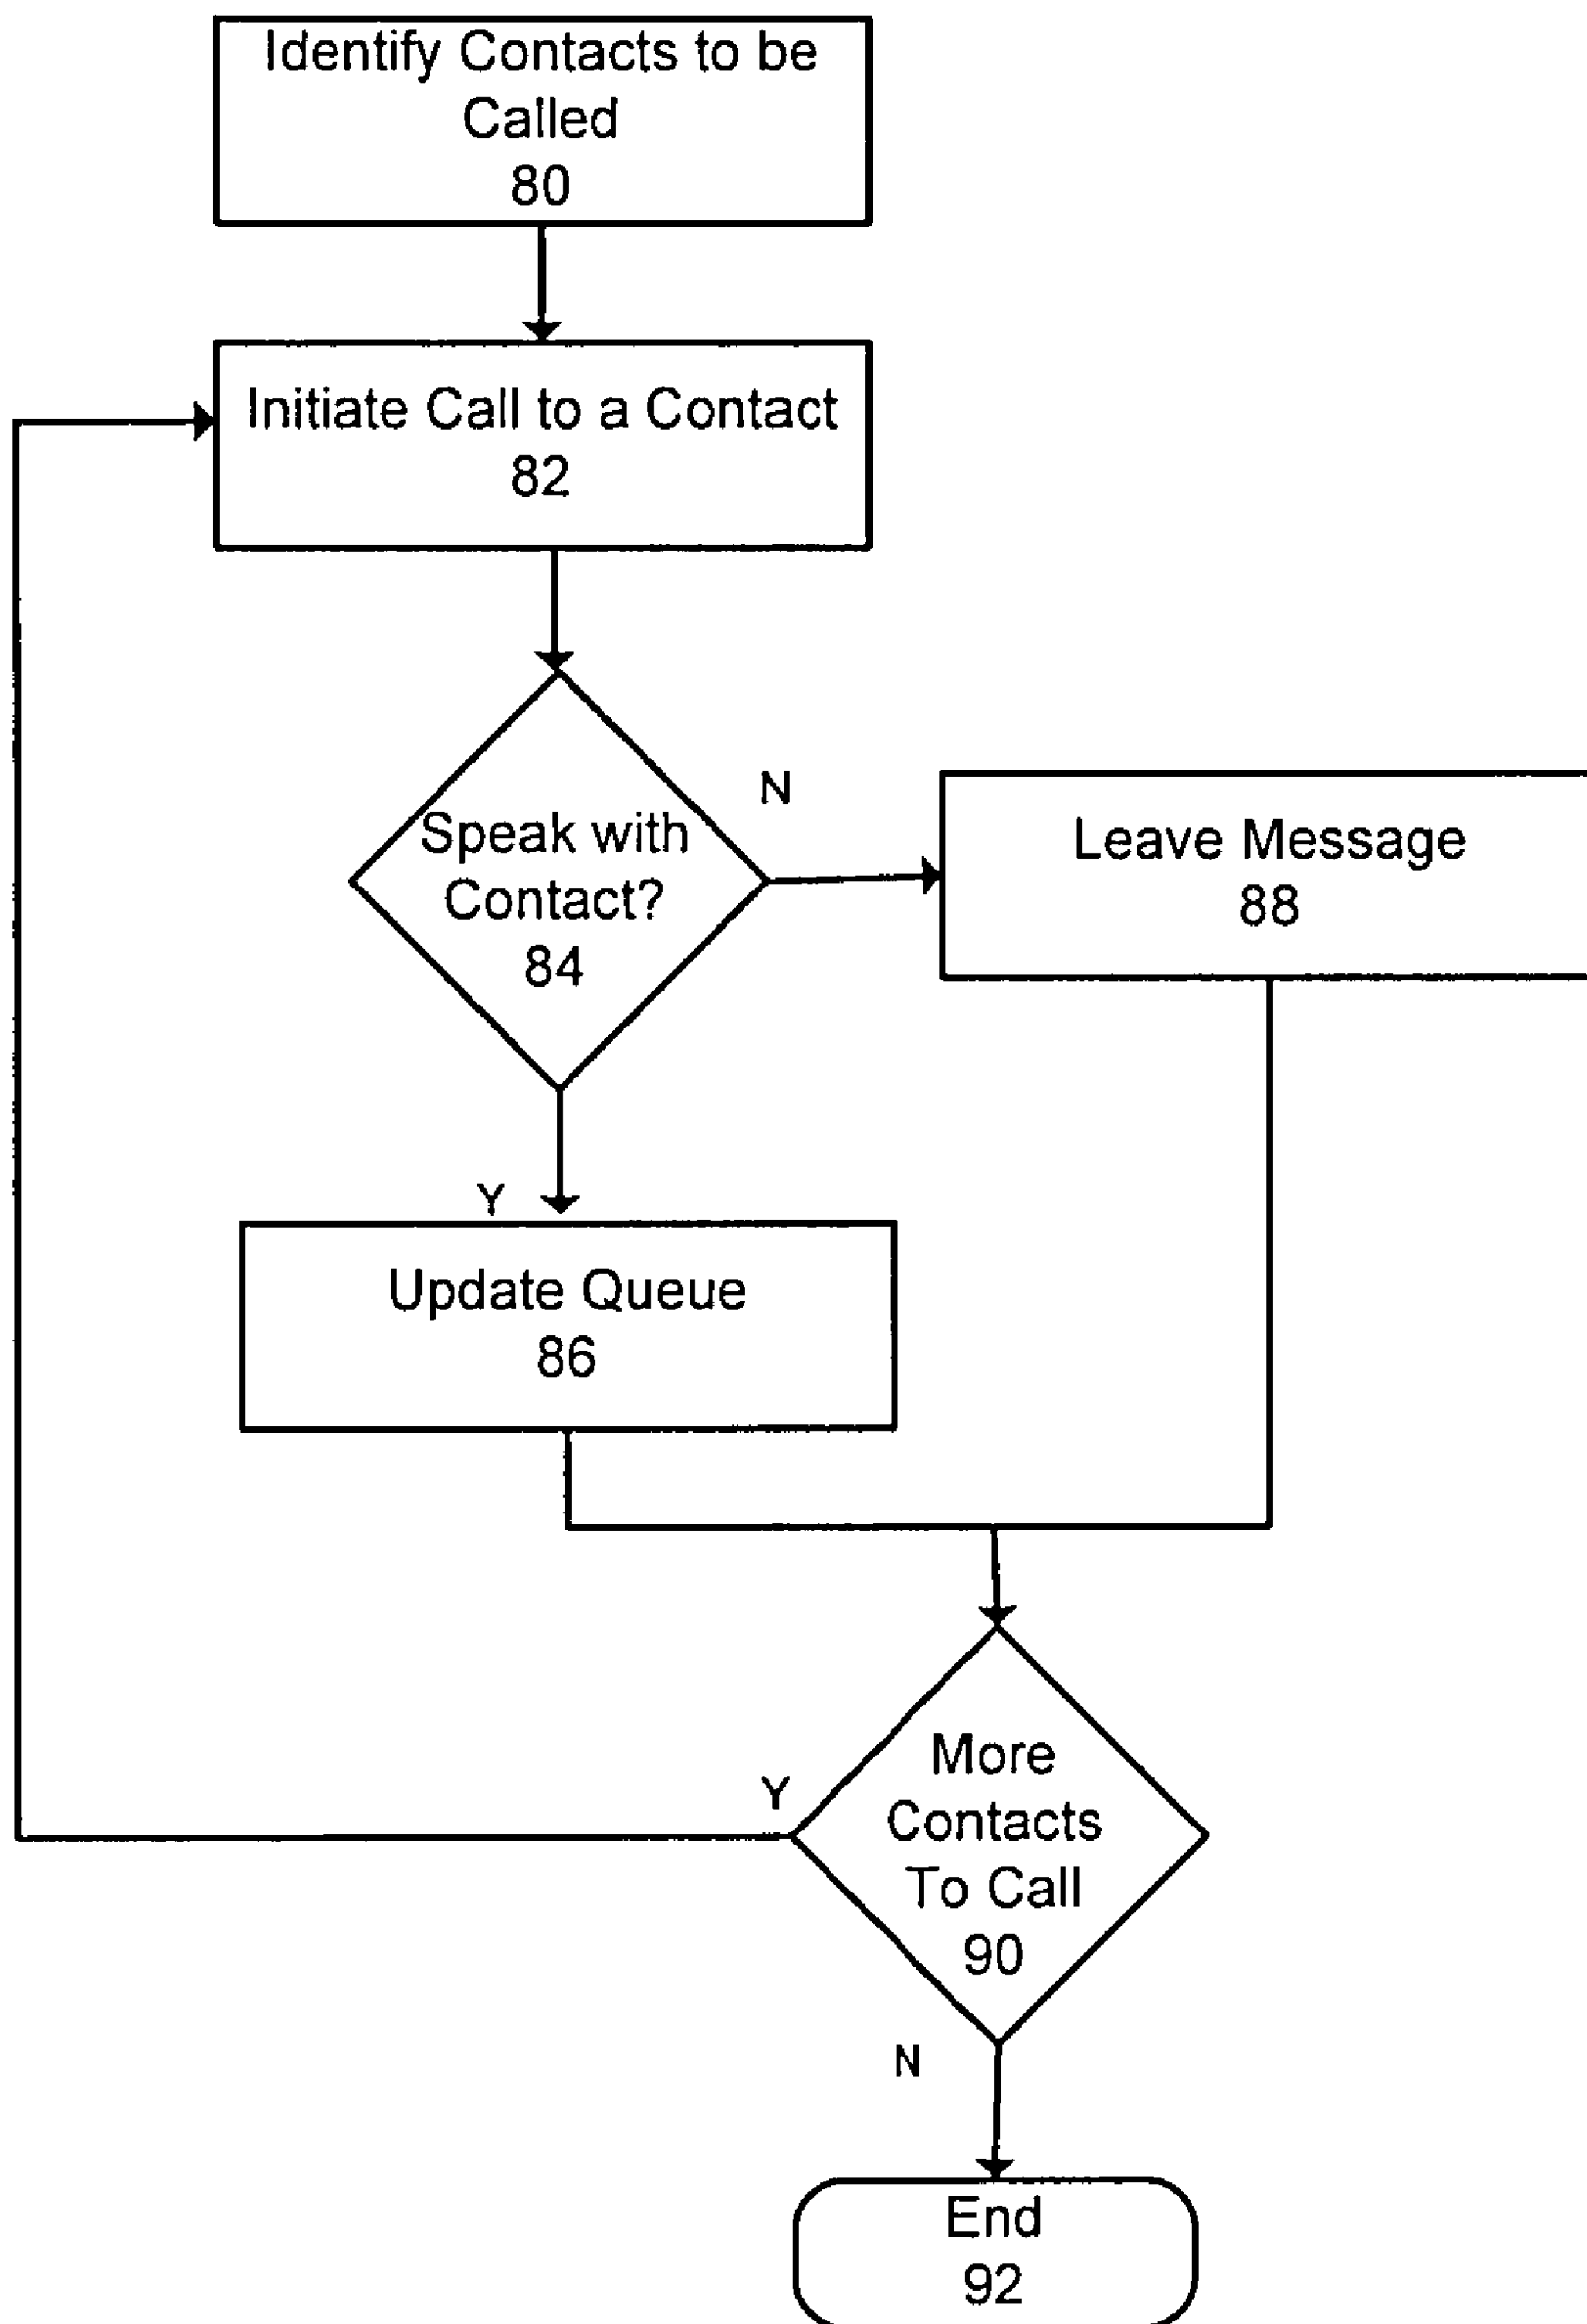 Identify Contacts to be
Called
80
Initiate Call to a Contact
82
N
Speak with
Contact?
84
Leave Message
88
Y
Update Queue
86
Y
More
Contacts
To Call
90
N
End
92